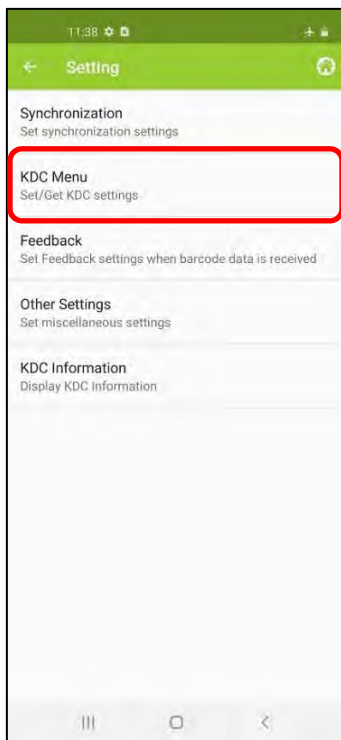 11:38
Setting
Synchronization
Set synchronization settings
KDC Menu
Set/Get KDC settings
Feedback
Set Feedback settings when barcode data is received
Other Settings
Set miscellaneous settings
KDC Information
Display KDC Information